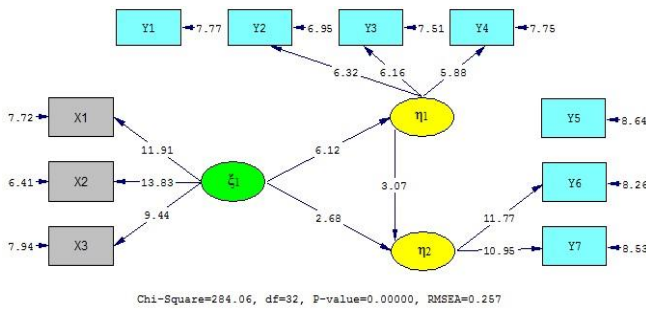 Y1 7.77 Y2 6.95 Y3 7.51 Y4 7.75
6.32 6.16 5.88
7.72 X1 η1 Y5 8.64
11.91 6.12
6.41 X2 13.83 ξ1 3.07 Y6 8.26
9.44 2.68 11.77
7.94 X3 η2 10.95 Y7 8.53
Chi-Square=284.06, df=32, P-value=0.00000, RMSEA=0.257